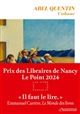 ABEL QUENTIN
Cabane
Prix des Libraires de Nancy
Le Point 2024
« Il faut le lire. »
Emmanuel Carrère, Le Monde des livres